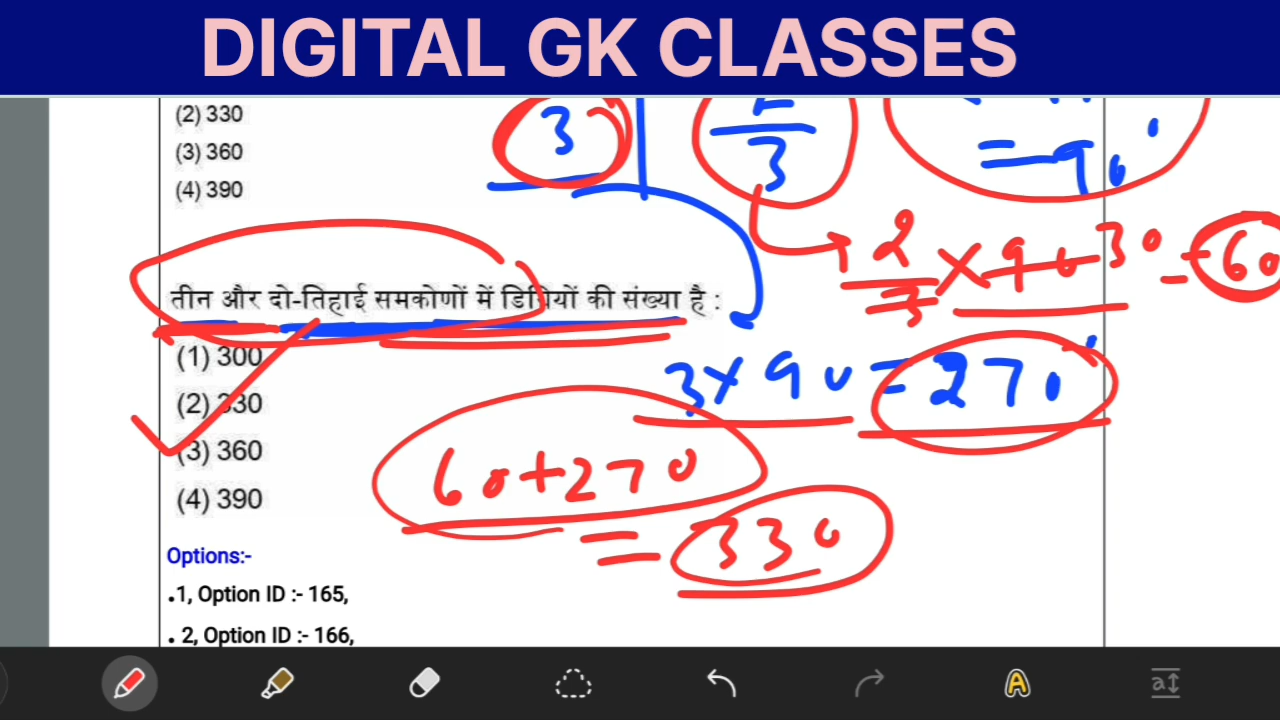 DIGITAL GK CLASSES
(2) 330
(3) 360
(4) 390
3
3
= 90°
2/3 × 90 30 = 60
तीन और दो-तिहाई समकोणों में डिग्रियों की संख्या है :
(1) 300
(2) 330
(3) 360
(4) 390
3 × 90 = 270°
60+270
= 330
Options:-
.1, Option ID :- 165,
. 2, Option ID :- 166,
A
a